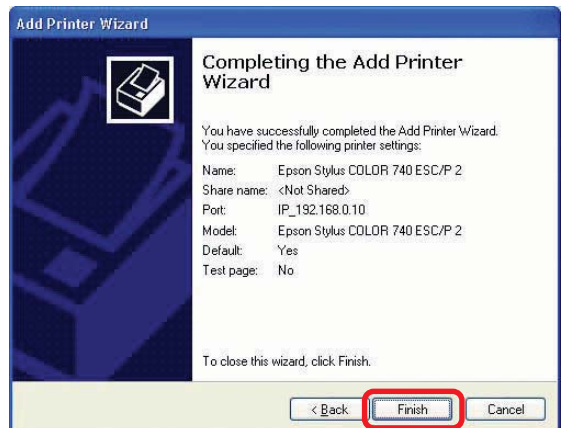 Add Printer Wizard
Completing the Add Printer
Wizard
You have successfully completed the Add Printer Wizard.
You specified the following printer settings:
Name: Epson Stylus COLOR 740 ESC/P 2
Share name: <Not Shared>
Port: IP_192.168.0.10
Model: Epson Stylus COLOR 740 ESC/P 2
Default: Yes
Test page: No
To close this wizard, click Finish.
< Back Finish Cancel